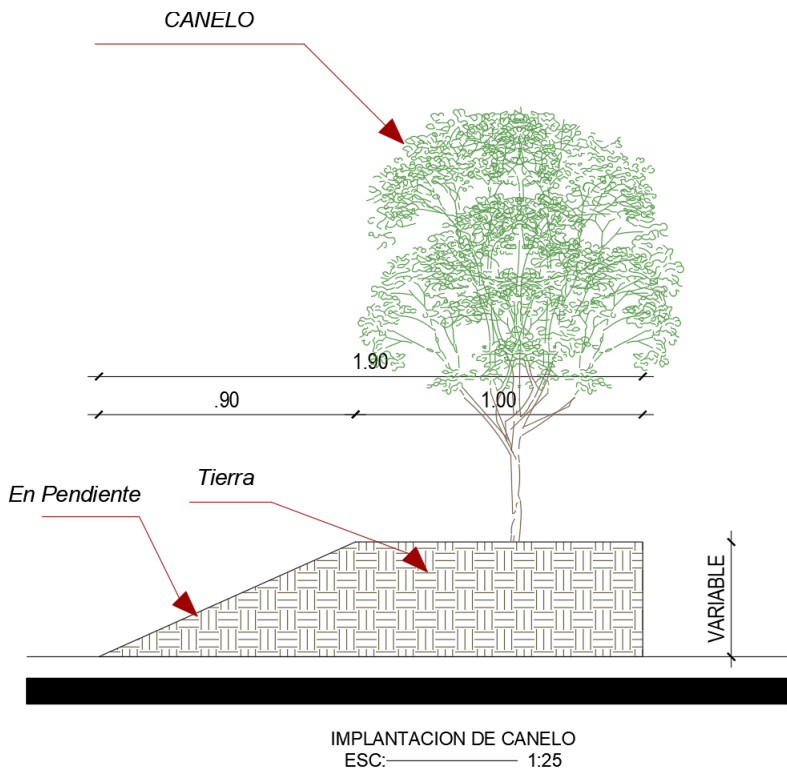 CANELO
1.90
.90
1.00
En Pendiente
Tierra
VARIABLE
IMPLANTACION DE CANELO
ESC: 1:25